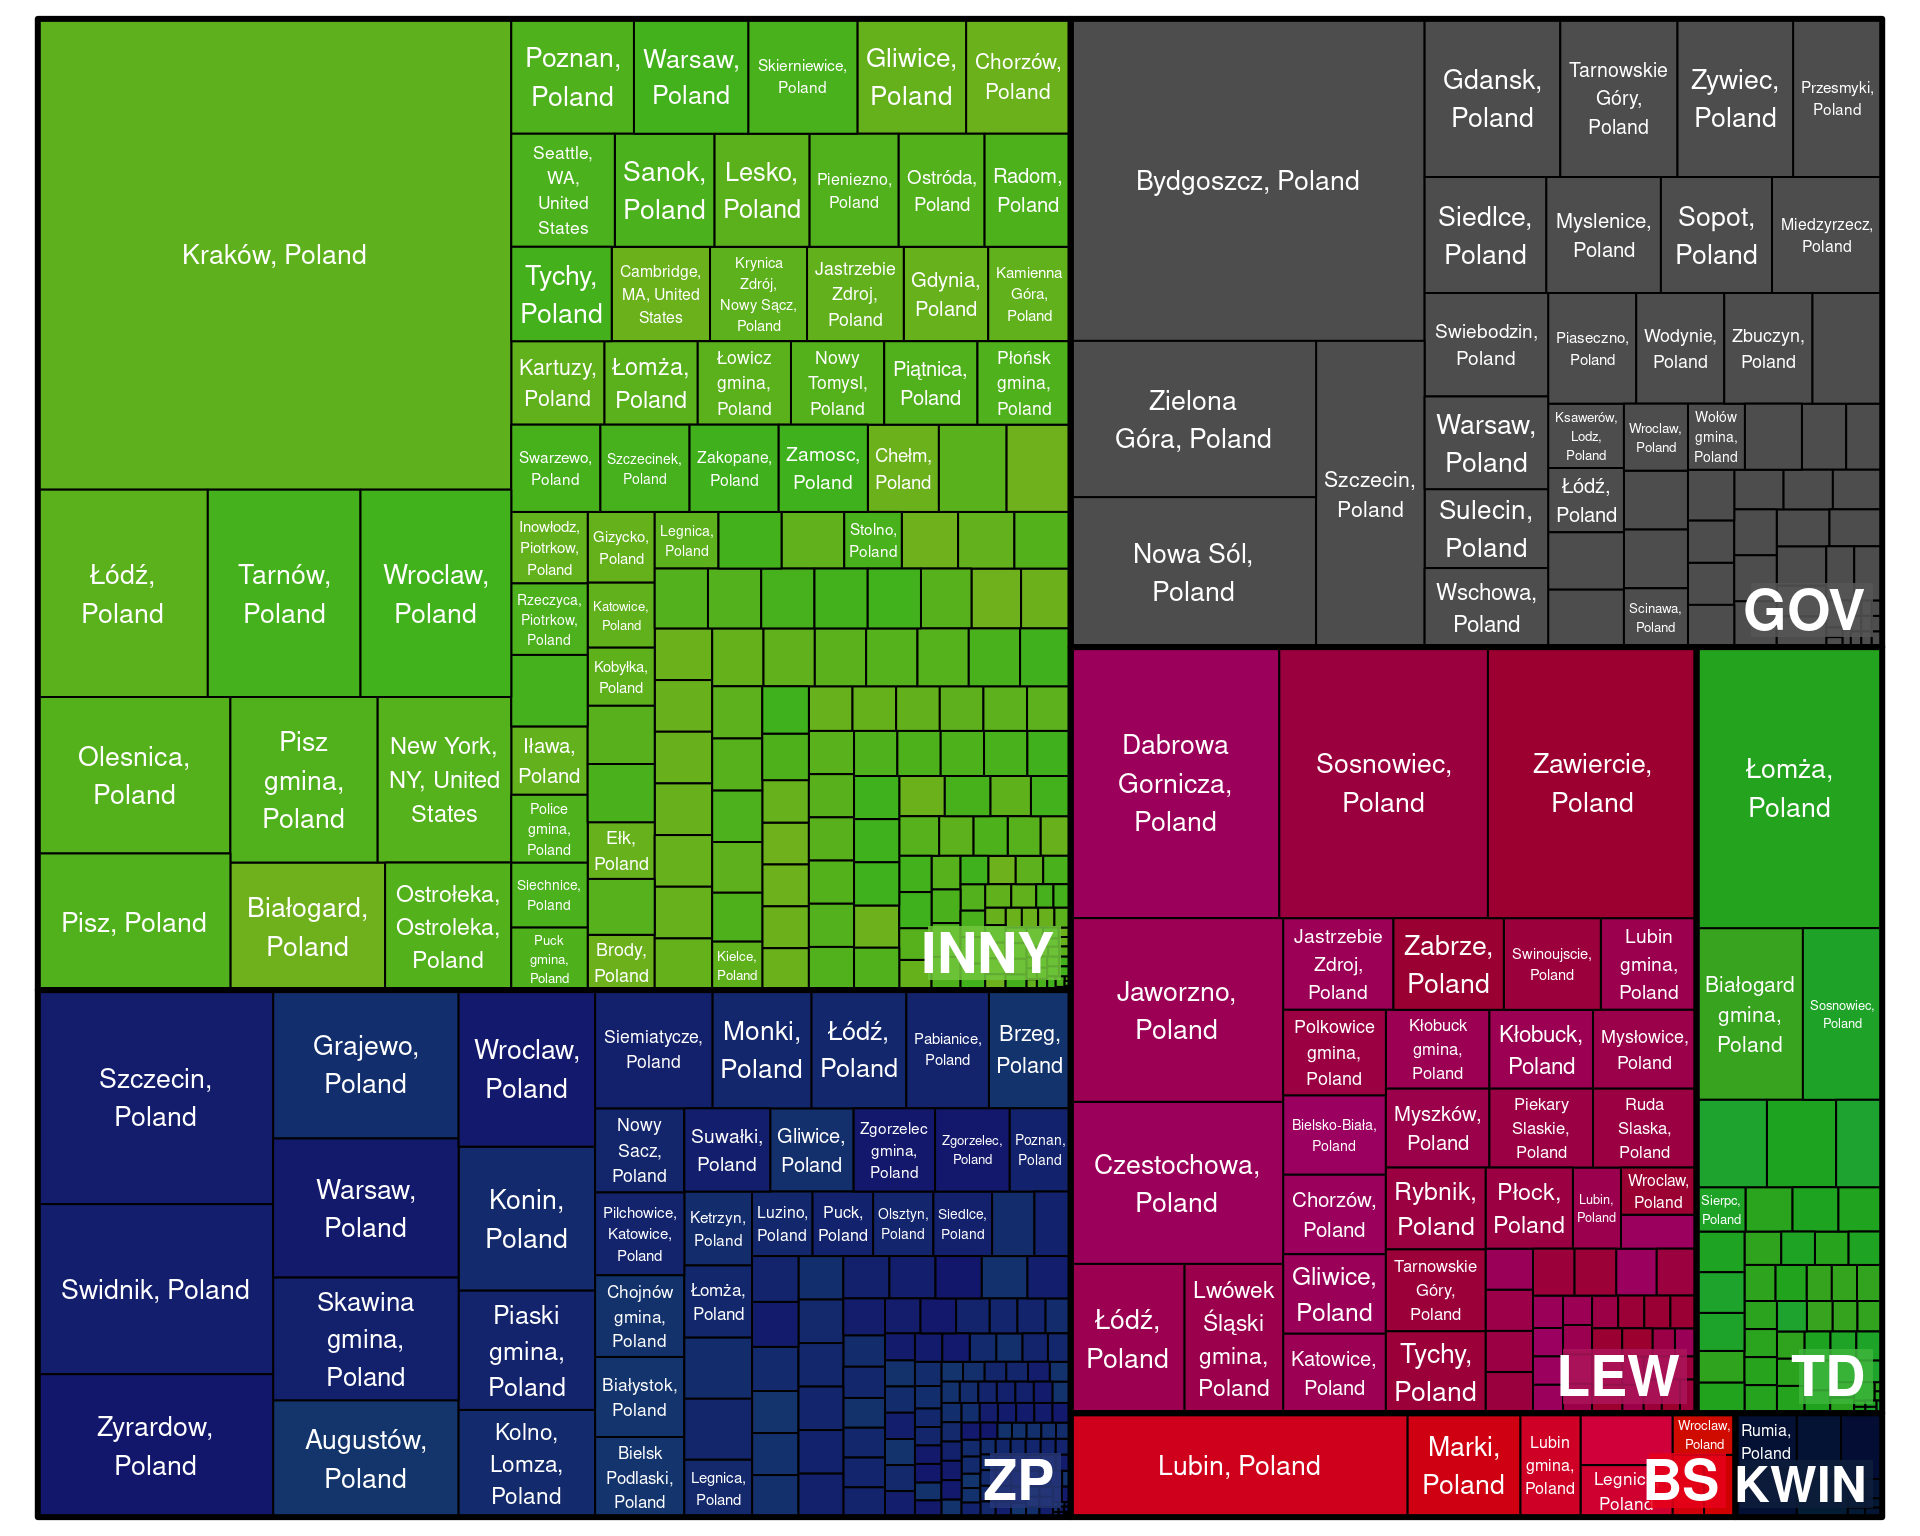 Kraków, Poland
Poznan,
Poland
Warsaw,
Poland
Skierniewice,
Poland
Gliwice,
Poland
Chorzów,
Poland
Seattle,
WA,
United
States
Sanok,
Poland
Lesko,
Poland
Pieniezno,
Poland
Ostróda,
Poland
Radom,
Poland
Tychy,
Poland
Cambridge,
MA, United
States
Krynica
Zdrój,
Nowy Sącz,
Poland
Jastrzebie
Zdroj,
Poland
Gdynia,
Poland
Kamienna
Góra,
Poland
Kartuzy,
Poland
Łomża,
Poland
Łowicz
gmina,
Poland
Nowy
Tomysl,
Poland
Piątnica,
Poland
Płońsk
gmina,
Poland
Swarzewo,
Poland
Szczecinek,
Poland
Zakopane,
Poland
Zamosc,
Poland
Chełm,
Poland
Łódź,
Poland
Tarnów,
Poland
Wroclaw,
Poland
Inowłodz,
Piotrkow,
Poland
Gizycko,
Poland
Legnica,
Poland
Stolno,
Poland
Rzeczyca,
Piotrkow,
Poland
Katowice,
Poland
Kobyłka,
Poland
Olesnica,
Poland
Pisz
gmina,
Poland
New York,
NY, United
States
Iława,
Poland
Police
gmina,
Poland
Ełk,
Poland
Pisz, Poland
Białogard,
Poland
Ostrołeka,
Ostroleka,
Poland
Siechnice,
Poland
Puck
gmina,
Poland
Brody,
Poland
Kielce,
Poland
INNY
Bydgoszcz, Poland
Gdansk,
Poland
Tarnowskie
Góry,
Poland
Zywiec,
Poland
Przesmyki,
Poland
Siedlce,
Poland
Myslenice,
Poland
Sopot,
Poland
Miedzyrzecz,
Poland
Swiebodzin,
Poland
Piaseczno,
Poland
Wodynie,
Poland
Zbuczyn,
Poland
Zielona
Góra, Poland
Szczecin,
Poland
Nowa Sól,
Poland
Warsaw,
Poland
Ksawerów,
Lodz,
Poland
Wroclaw,
Poland
Wołów
gmina,
Poland
Sulecin,
Poland
Łódź,
Poland
Wschowa,
Poland
Scinawa,
Poland
GOV
Dabrowa
Gornicza,
Poland
Sosnowiec,
Poland
Zawiercie,
Poland
Jaworzno,
Poland
Jastrzebie
Zdroj,
Poland
Zabrze,
Poland
Swinoujscie,
Poland
Lubin
gmina,
Poland
Polkowice
gmina,
Poland
Kłobuck
gmina,
Poland
Kłobuck,
Poland
Mysłowice,
Poland
Czestochowa,
Poland
Bielsko-Biała,
Poland
Myszków,
Poland
Piekary
Slaskie,
Poland
Ruda
Slaska,
Poland
Chorzów,
Poland
Rybnik,
Poland
Płock,
Poland
Lubin,
Poland
Wroclaw,
Poland
Łódź,
Poland
Lwówek
Śląski
gmina,
Poland
Gliwice,
Poland
Tarnowskie
Góry,
Poland
Katowice,
Poland
Tychy,
Poland
LEW
Łomża,
Poland
Białogard
gmina,
Poland
Sosnowiec,
Poland
Sierpc,
Poland
TD
Szczecin,
Poland
Grajewo,
Poland
Wroclaw,
Poland
Siemiatycze,
Poland
Monki,
Poland
Łódź,
Poland
Pabianice,
Poland
Brzeg,
Poland
Nowy
Sacz,
Poland
Suwałki,
Poland
Gliwice,
Poland
Zgorzelec
gmina,
Poland
Zgorzelec,
Poland
Poznan,
Poland
Warsaw,
Poland
Konin,
Poland
Pilchowice,
Katowice,
Poland
Ketrzyn,
Poland
Luzino,
Poland
Puck,
Poland
Olsztyn,
Poland
Siedlce,
Poland
Swidnik, Poland
Skawina
gmina,
Poland
Piaski
gmina,
Poland
Chojnów
gmina,
Poland
Łomża,
Poland
Zyrardow,
Poland
Augustów,
Poland
Kolno,
Lomza,
Poland
Białystok,
Poland
Bielsk
Podlaski,
Poland
Legnica,
Poland
ZP
Lubin, Poland
Marki,
Poland
Lubin
gmina,
Poland
Legnica,
Poland
Wroclaw,
Poland
BS
Rumia,
Poland
KWIN